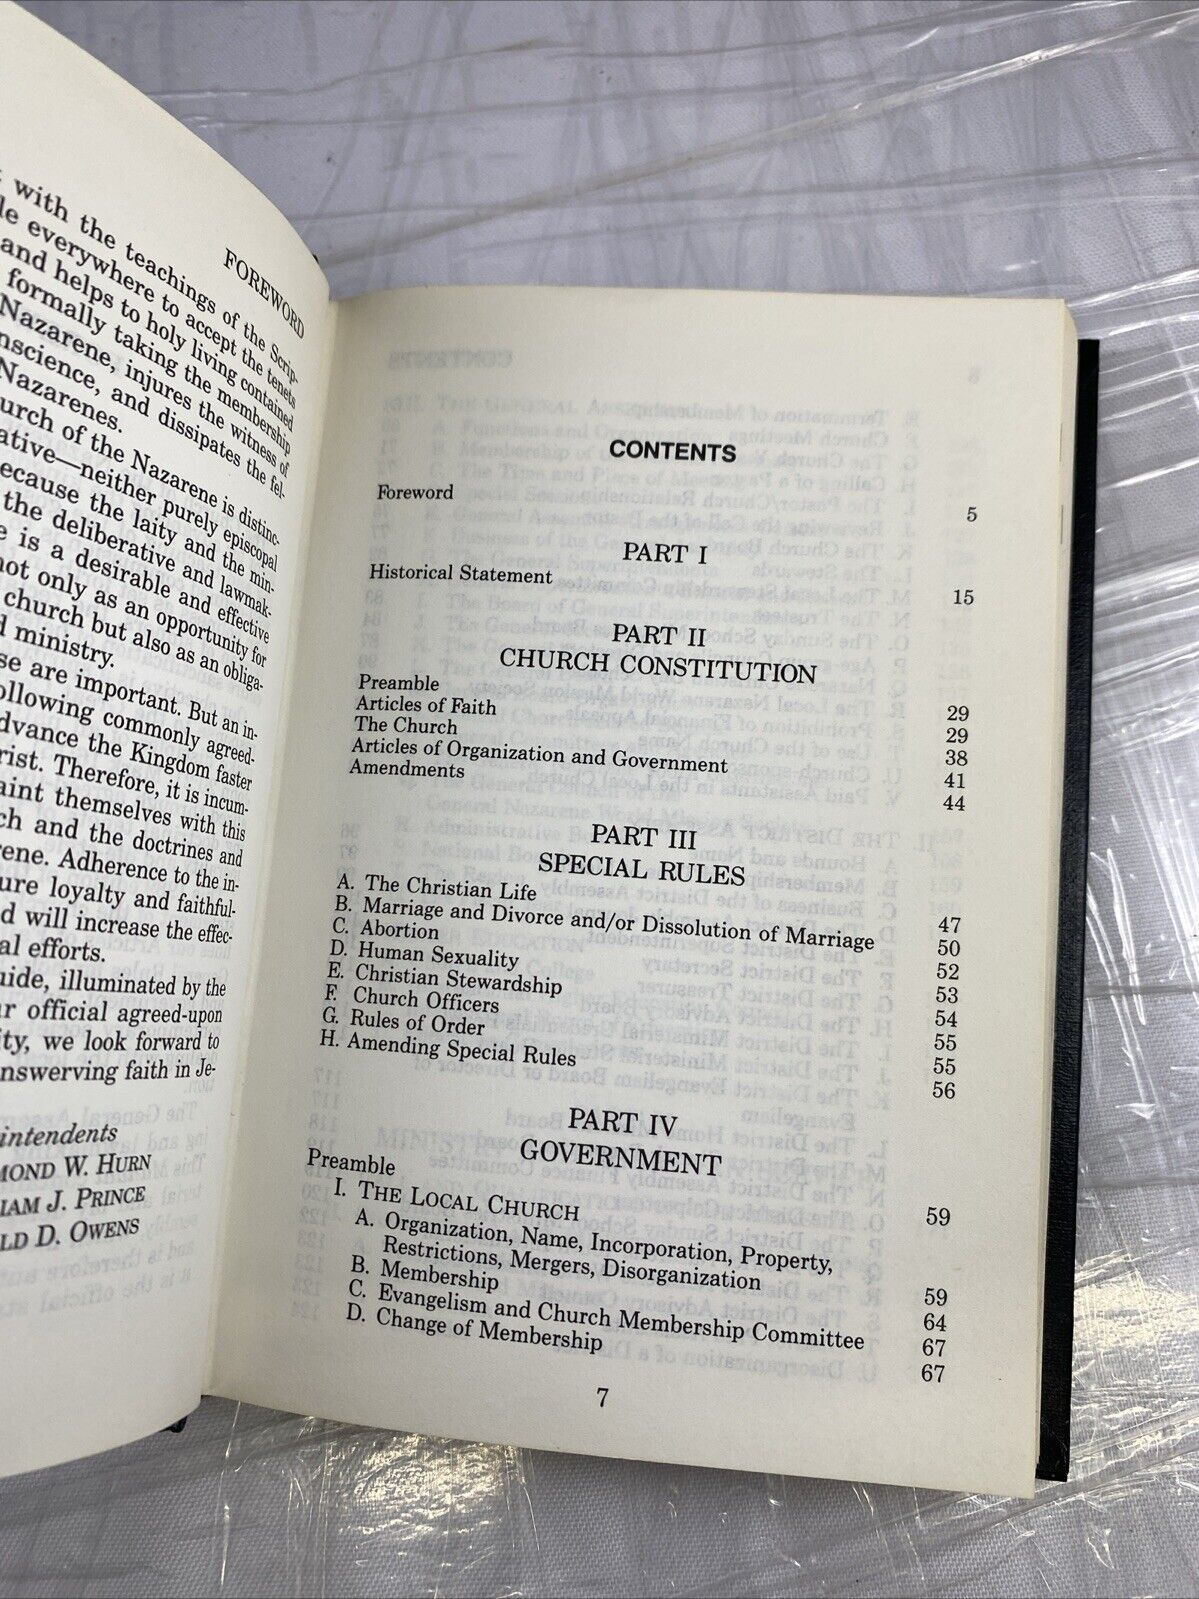 FOREWORD
with the teachings of the Scrip-
everywhere to accept the tenets
and helps to holy living contained
formally taking the membership
Nazarene, injures the witness of
nscience, and dissipates the fel-
Nazarenes.
urch of the Nazarene is distinc-
ative—neither purely episcopal
ecause the laity and the min-
the deliberative and lawmak-
e is a desirable and effective
not only as an opportunity for
church but also as an obliga-
d ministry.
se are important. But an in-
ollowing commonly agreed-
dvance the Kingdom faster
rist. Therefore, it is incum-
aint themselves with this
ch and the doctrines and
rene. Adherence to the in-
ure loyalty and faithful-
d will increase the effec-
al efforts.
uide, illuminated by the
r official agreed-upon
ity, we look forward to
nswerving faith in Je-
intendents
MOND W. HURN
IAM J. PRINCE
LD D. OWENS
CONTENTS
Foreword 5
PART I
Historical Statement 15
PART II
CHURCH CONSTITUTION
Preamble 29
Articles of Faith 29
The Church 38
Articles of Organization and Government 41
Amendments 44
PART III
SPECIAL RULES
A. The Christian Life 47
B. Marriage and Divorce and/or Dissolution of Marriage 50
C. Abortion 52
D. Human Sexuality 53
E. Christian Stewardship 54
F. Church Officers 55
G. Rules of Order 55
H. Amending Special Rules 56
PART IV
GOVERNMENT
Preamble 59
I. THE LOCAL CHURCH
A. Organization, Name, Incorporation, Property,
Restrictions, Mergers, Disorganization 59
B. Membership 64
C. Evangelism and Church Membership Committee 67
D. Change of Membership 67
7